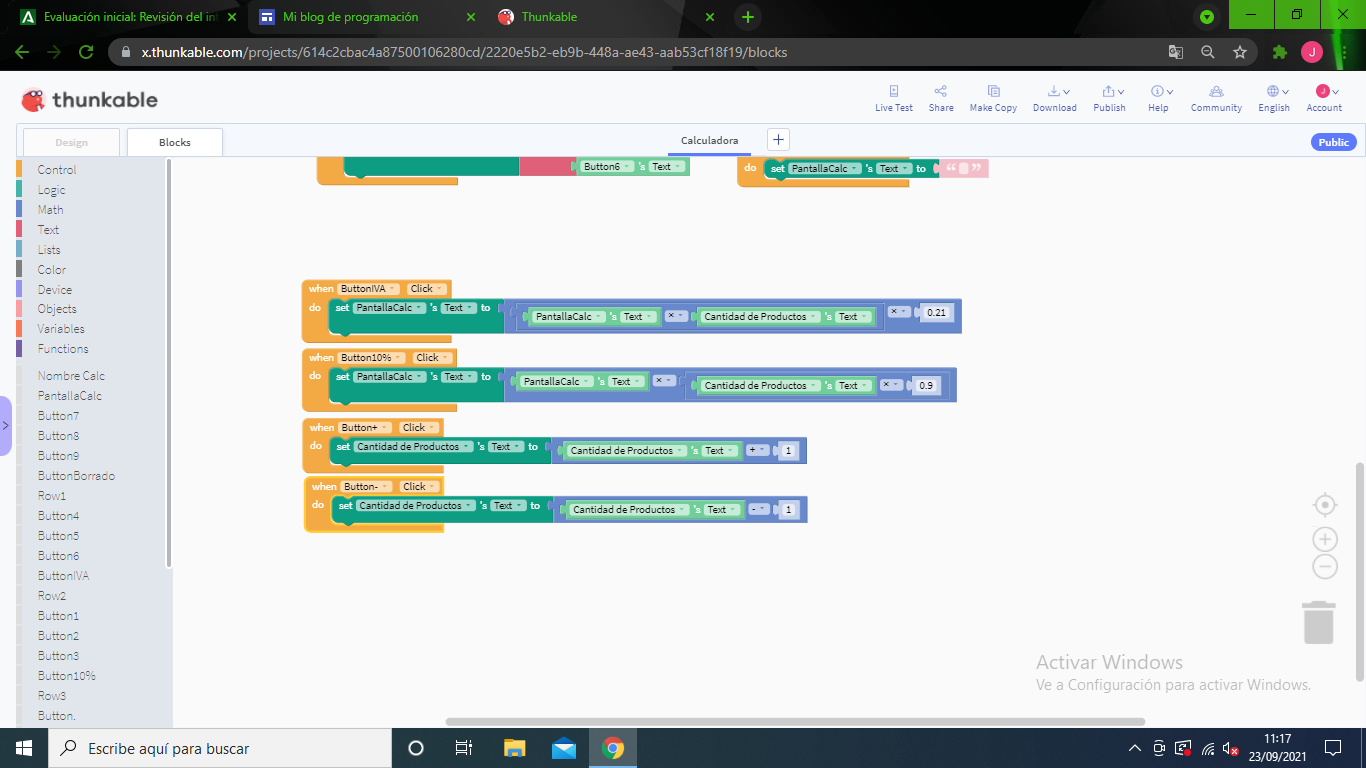 Evaluación inicial: Revisión del int
Mi blog de programación
Thunkable
x.thunkable.com/projects/614c2cbac4a87500106280cd/2220e5b2-eb9b-448a-ae43-aab53cf18f19/blocks
J
thunkable
Live Test
Share
Make Copy
Download
Publish
Help
Community
English
Account
Design
Blocks
Calculadora
Public
Control
Logic
Math
Text
Lists
Color
Device
Objects
Variables
Functions
Nombre Calc
PantallaCalc
Button7
Button8
Button9
ButtonBorrado
Row1
Button4
Button5
Button6
ButtonIVA
Row2
Button1
Button2
Button3
Button10%
Row3
Button.
Button6 's Text
do set PantallaCalc 's Text to “ ”
when ButtonIVA Click
do set PantallaCalc 's Text to PantallaCalc 's Text × Cantidad de Productos 's Text × 0.21
when Button10% Click
do set PantallaCalc 's Text to PantallaCalc 's Text × Cantidad de Productos 's Text × 0.9
when Button+ Click
do set Cantidad de Productos 's Text to Cantidad de Productos 's Text + 1
when Button- Click
do set Cantidad de Productos 's Text to Cantidad de Productos 's Text - 1
Activar Windows
Ve a Configuración para activar Windows.
Escribe aquí para buscar
11:17
23/09/2021